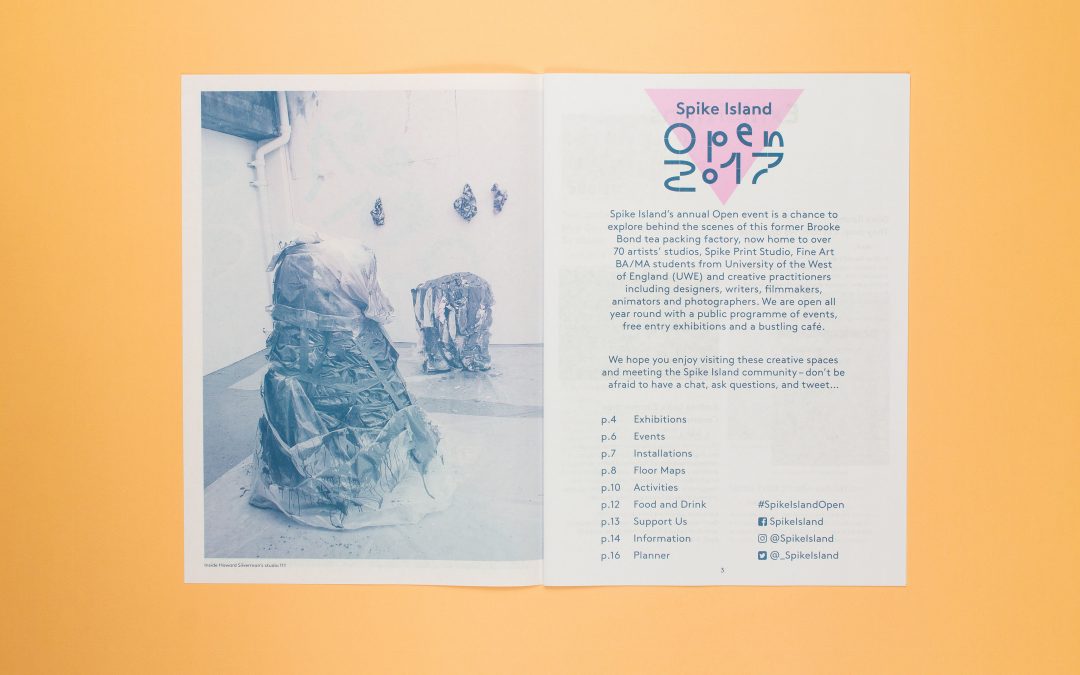 Inside Howard Silverman's studio 111
Spike Island
Open
2017
Spike Island's annual Open event is a chance to
explore behind the scenes of this former Brooke
Bond tea packing factory, now home to over
70 artists' studios, Spike Print Studio, Fine Art
BA/MA students from University of the West
of England (UWE) and creative practitioners
including designers, writers, filmmakers,
animators and photographers. We are open all
year round with a public programme of events,
free entry exhibitions and a bustling café.
We hope you enjoy visiting these creative spaces
and meeting the Spike Island community – don't be
afraid to have a chat, ask questions, and tweet...
p.4 Exhibitions
p.6 Events
p.7 Installations
p.8 Floor Maps
p.10 Activities
p.12 Food and Drink
p.13 Support Us
p.14 Information
p.16 Planner
#SpikeIslandOpen
SpikeIsland
@SpikeIsland
@_SpikeIsland
3